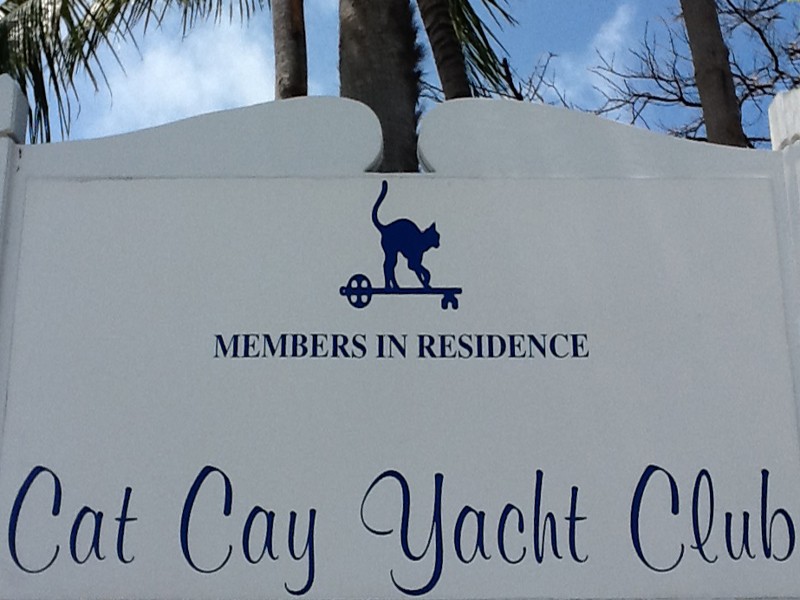 MEMBERS IN RESIDENCE
Cat Cay Yacht Club